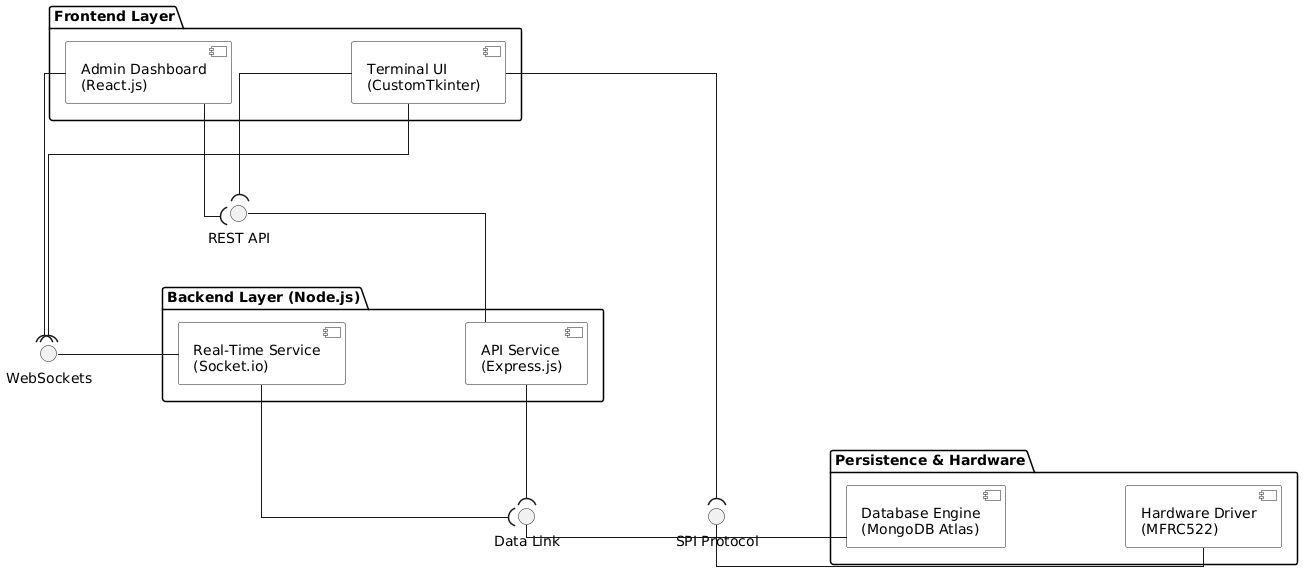 Frontend Layer
Admin Dashboard
(React.js)
Terminal UI
(CustomTkinter)
REST API
Backend Layer (Node.js)
Real-Time Service
(Socket.io)
API Service
(Express.js)
WebSockets
Persistence & Hardware
Database Engine
(MongoDB Atlas)
Hardware Driver
(MFRC522)
Data Link
SPI Protocol